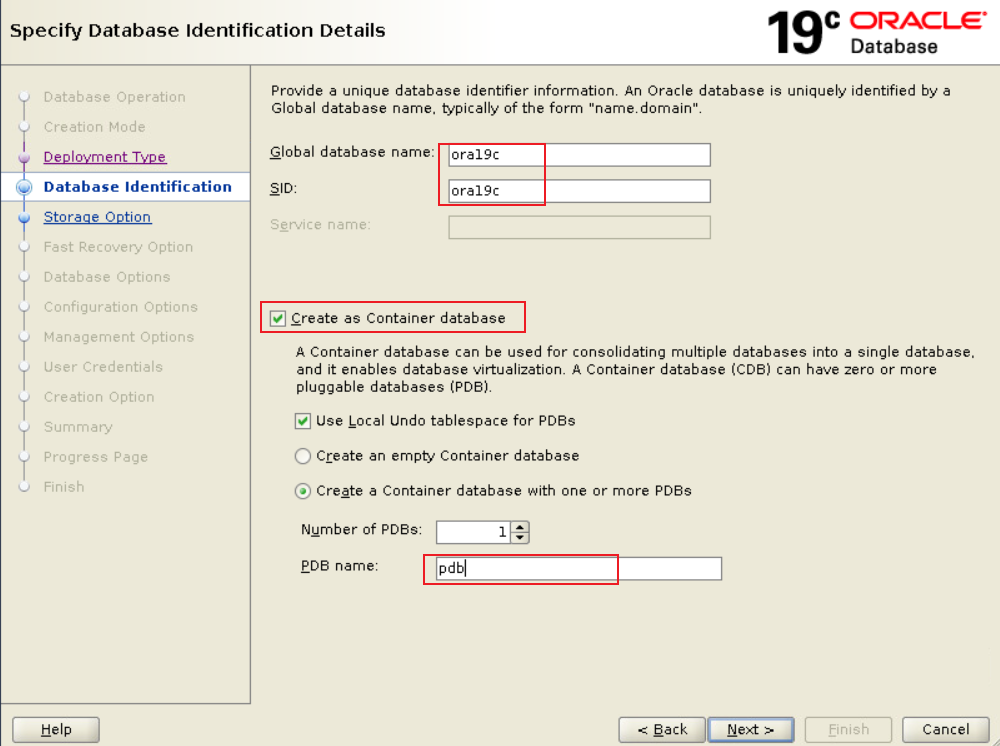 Specify Database Identification Details
19c ORACLE
Database
Database Operation
Creation Mode
Deployment Type
Database Identification
Storage Option
Fast Recovery Option
Database Options
Configuration Options
Management Options
User Credentials
Creation Option
Summary
Progress Page
Finish
Provide a unique database identifier information. An Oracle database is uniquely identified by a
Global database name, typically of the form "name.domain".
Global database name: ora19c
SID: ora19c
Service name:
Create as Container database
A Container database can be used for consolidating multiple databases into a single database,
and it enables database virtualization. A Container database (CDB) can have zero or more
pluggable databases (PDB).
Use Local Undo tablespace for PDBs
Create an empty Container database
Create a Container database with one or more PDBs
Number of PDBs: 1
PDB name: pdb
Help
< Back
Next >
Finish
Cancel